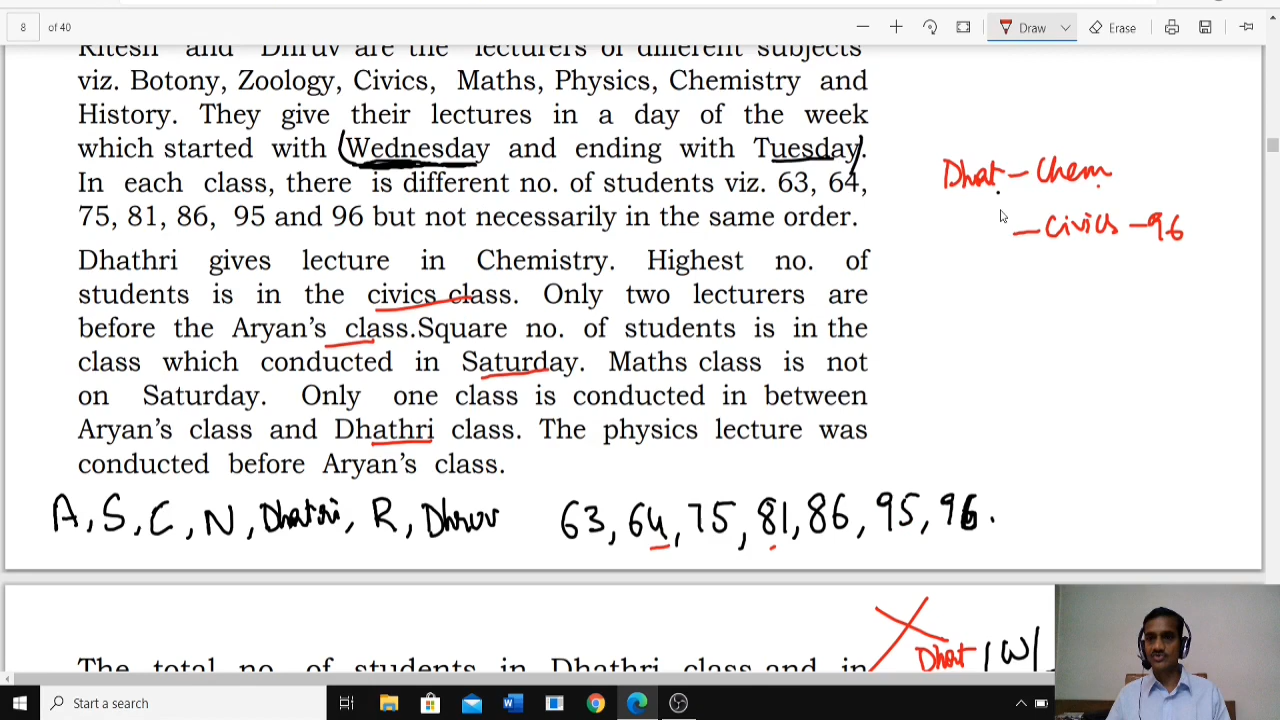 8 of 40 Draw Erase
Ritesh and Dhruv are the lecturers of different subjects
viz. Botony, Zoology, Civics, Maths, Physics, Chemistry and
History. They give their lectures in a day of the week
which started with (Wednesday and ending with Tuesday).
In each class, there is different no. of students viz. 63, 64,
75, 81, 86, 95 and 96 but not necessarily in the same order.
Dhat - Chem
- Civics - 96
Dhathri gives lecture in Chemistry. Highest no. of
students is in the civics class. Only two lecturers are
before the Aryan's class.Square no. of students is in the
class which conducted in Saturday. Maths class is not
on Saturday. Only one class is conducted in between
Aryan's class and Dhathri class. The physics lecture was
conducted before Aryan's class.
A, S, C, N, Dhatri, R, Dhruv 63, 64, 75, 81, 86, 95, 96.
The total no. of students in Dhathri class and in
Dhat | W |
Start a search